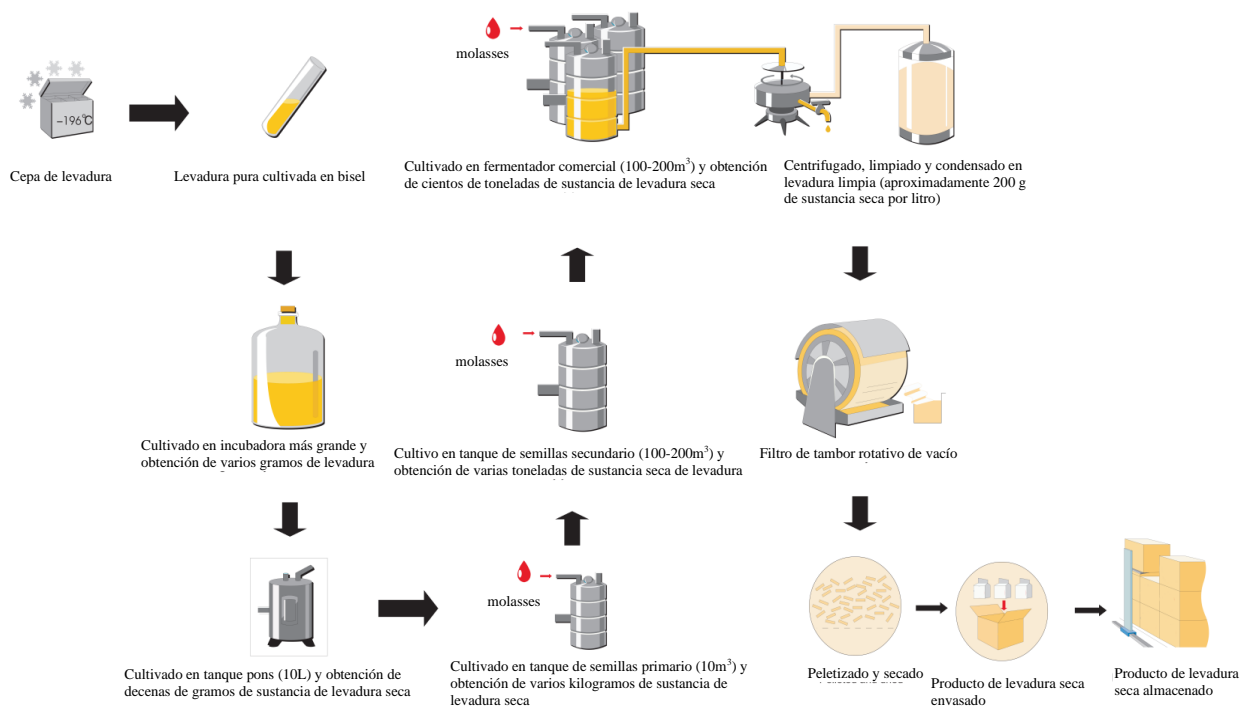 −196℃
Cepa de levadura
Levadura pura cultivada en bisel
Cultivado en incubadora más grande y
obtención de varios gramos de levadura
Cultivado en tanque pons (10L) y obtención de
decenas de gramos de sustancia de levadura seca
molasses
Cultivado en tanque de semillas primario (10m³) y
obtención de varios kilogramos de sustancia de
levadura seca
molasses
Cultivo en tanque de semillas secundario (100-200m³) y
obtención de varias toneladas de sustancia seca de levadura
molasses
Cultivado en fermentador comercial (100-200m³) y obtención
de cientos de toneladas de sustancia de levadura seca
Centrifugado, limpiado y condensado en
levadura limpia (aproximadamente 200 g
de sustancia seca por litro)
Filtro de tambor rotativo de vacío
Peletizado y secado
Producto de levadura seca
envasado
Producto de levadura
seca almacenado